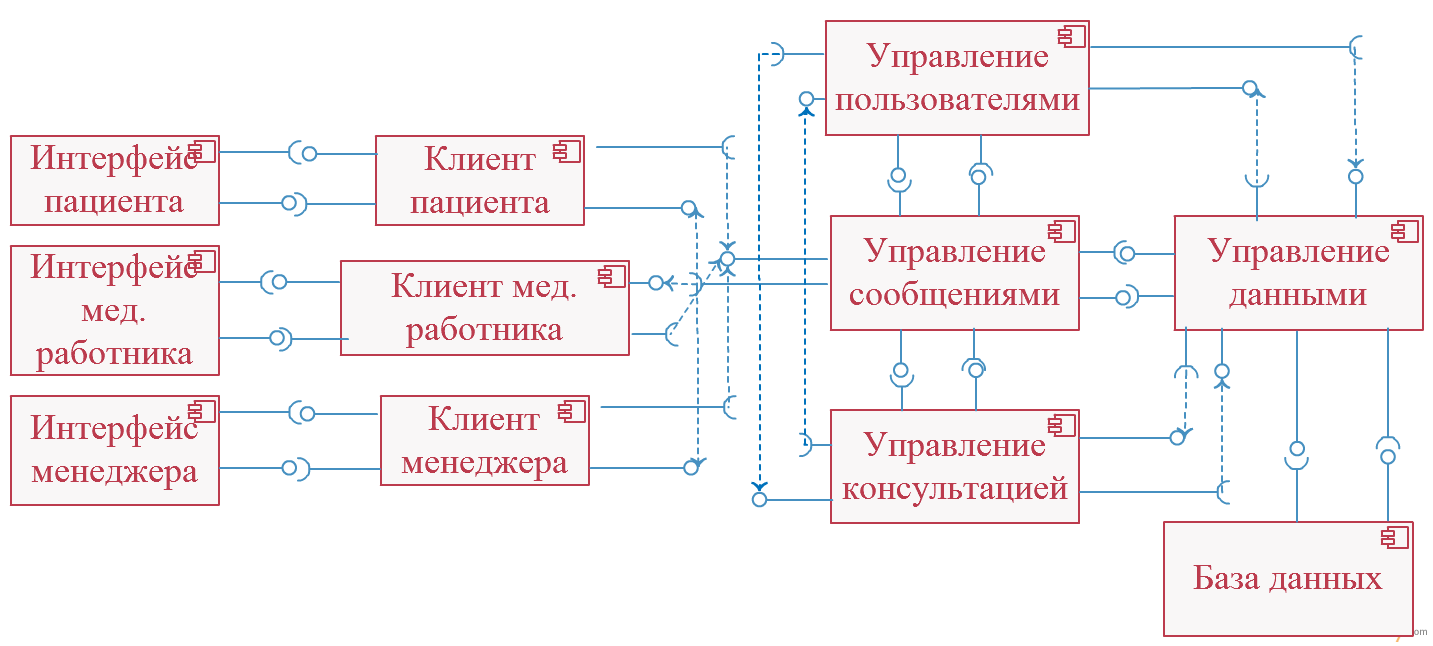 Управление
пользователями
Интерфейс
пациента
Клиент
пациента
Интерфейс
мед.
работника
Клиент мед.
работника
Управление
сообщениями
Управление
данными
Интерфейс
менеджера
Клиент
менеджера
Управление
консультацией
База данных
om